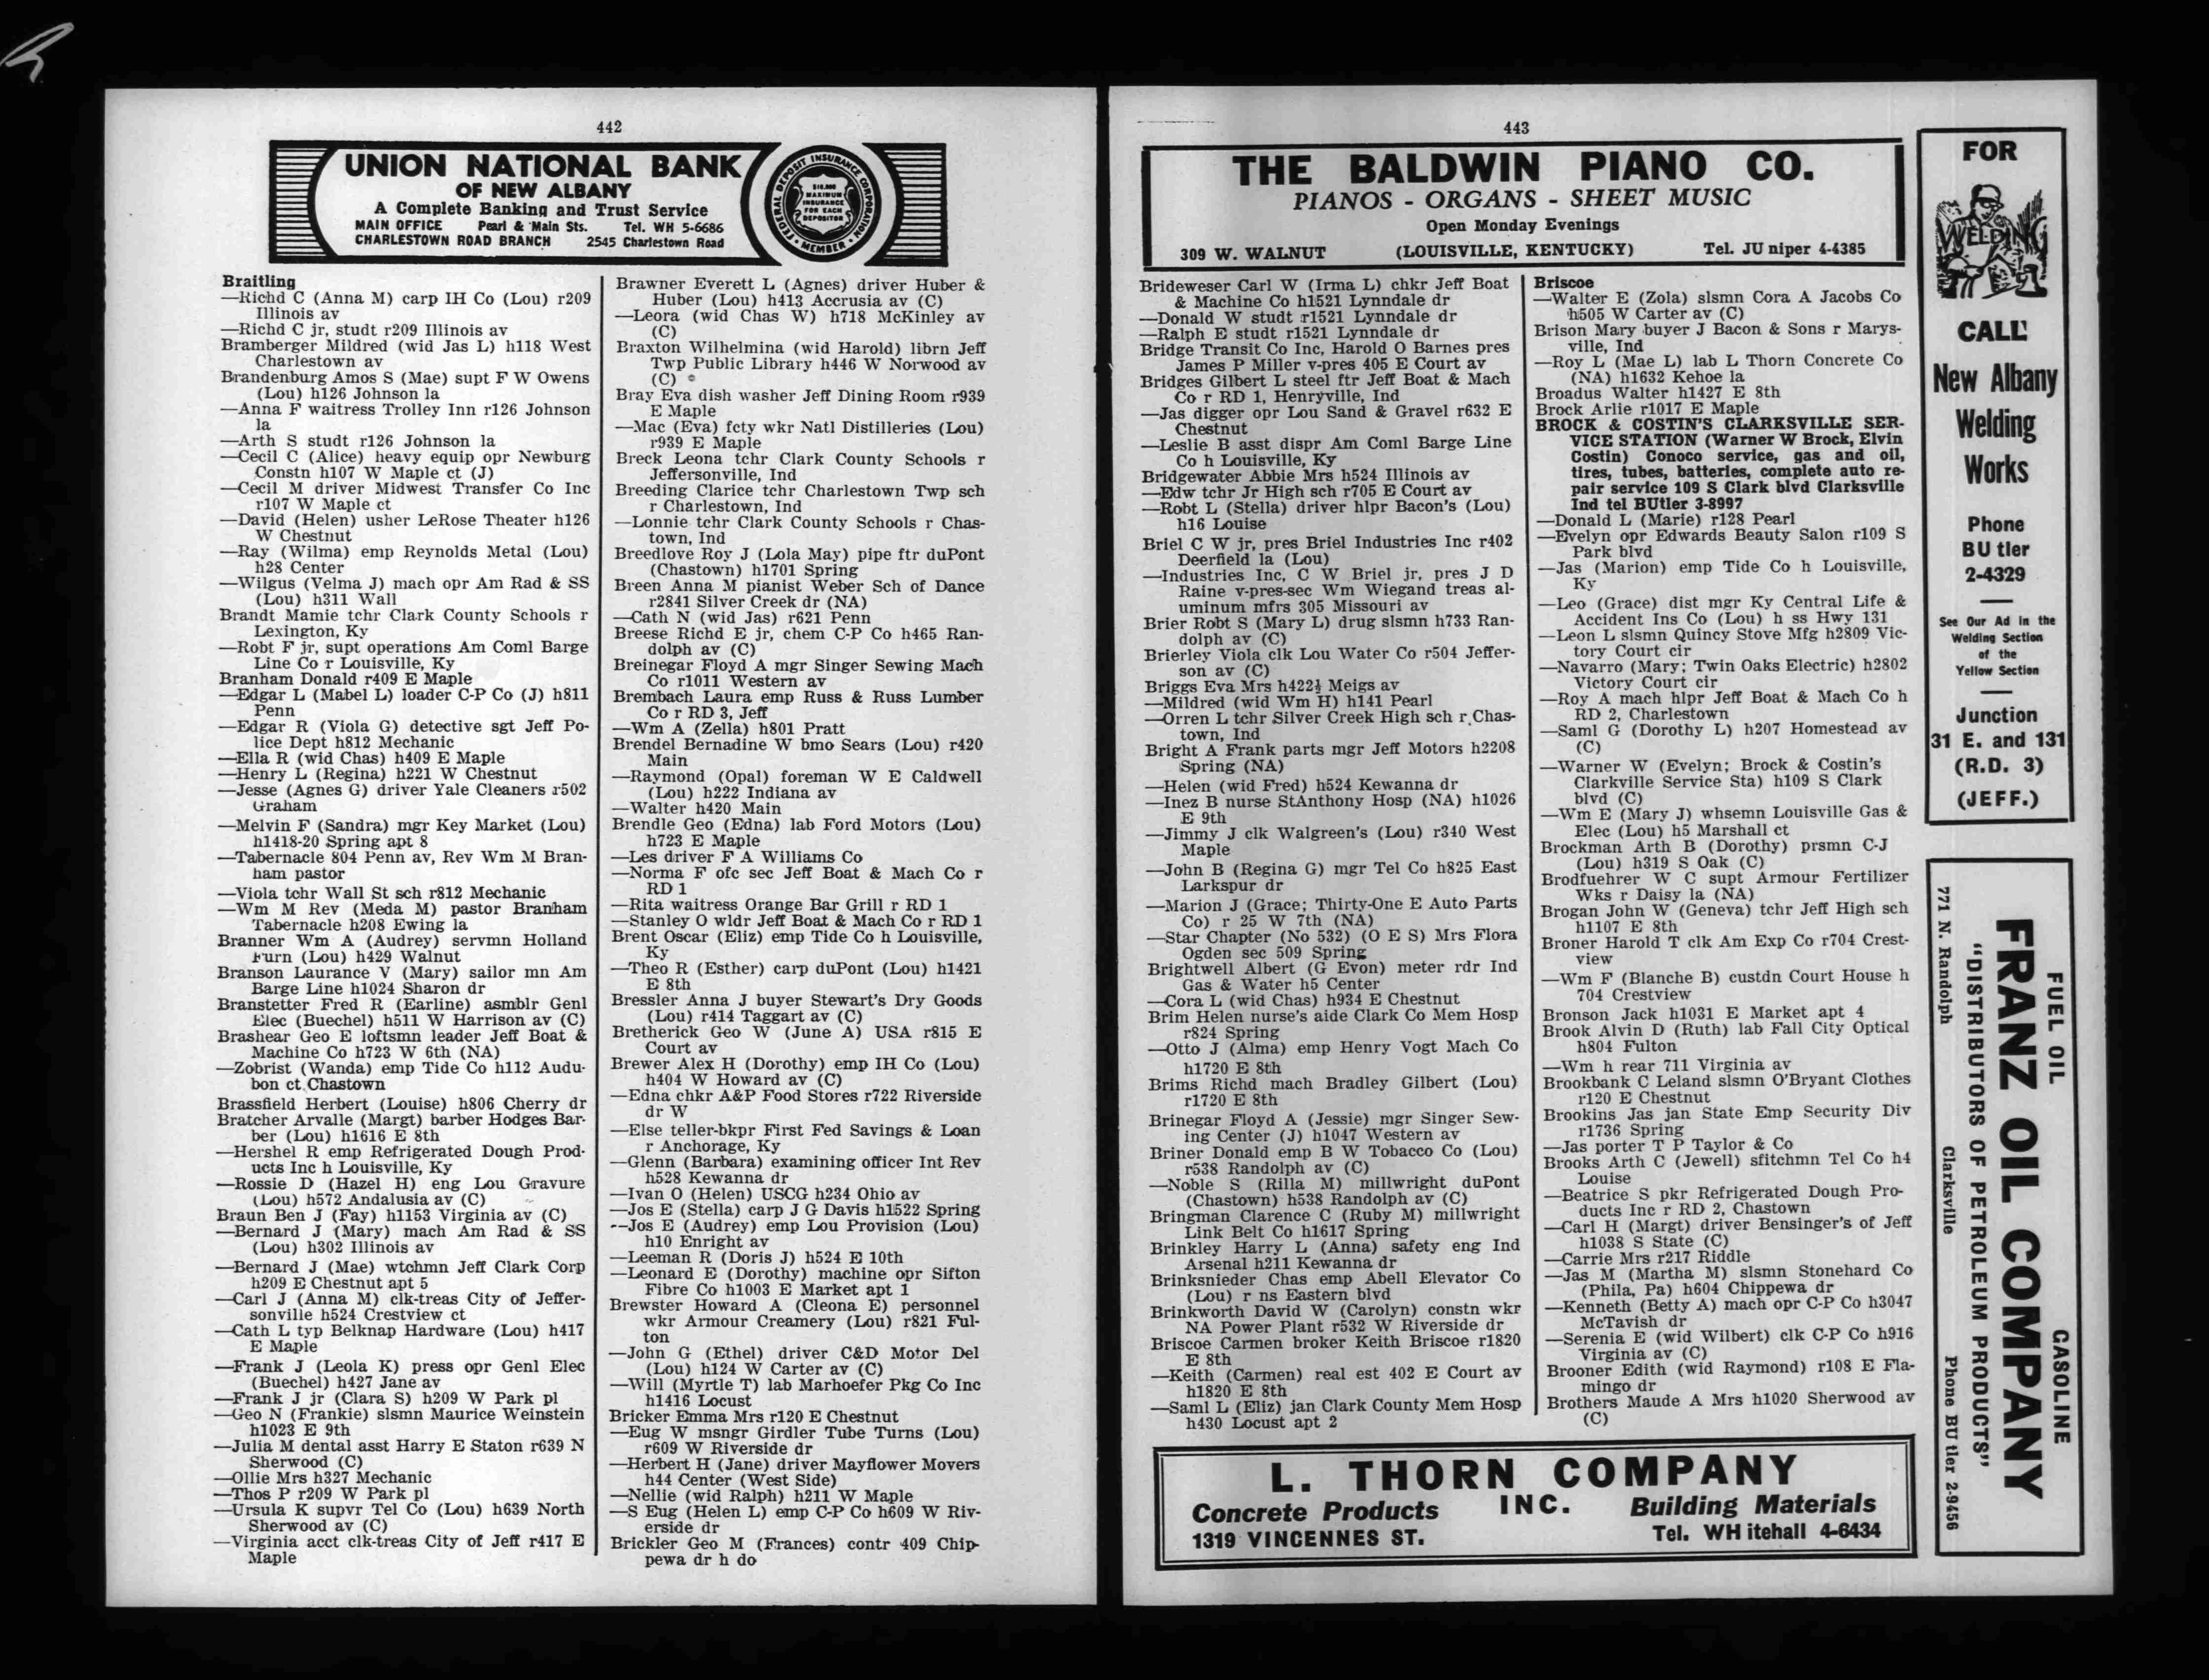 442
UNION NATIONAL BANK
OF NEW ALBANY
A Complete Banking and Trust Service
MAIN OFFICE Pearl & Main Sts. Tel. WH 5-6686
CHARLESTOWN ROAD BRANCH 2545 Charlestown Road
FEDERAL DEPOSIT INSURANCE CORPORATION
$10,000
MAXIMUM
INSURANCE
FOR EACH
DEPOSITOR
MEMBER
Braitling
—Richd C (Anna M) carp IH Co (Lou) r209
Illinois av
—Richd C jr, studt r209 Illinois av
Bramberger Mildred (wid Jas L) h118 West
Charlestown av
Brandenburg Amos S (Mae) supt F W Owens
(Lou) h126 Johnson la
—Anna F waitress Trolley Inn r126 Johnson
la
—Arth S studt r126 Johnson la
—Cecil C (Alice) heavy equip opr Newburg
Constn h107 W Maple ct (J)
—Cecil M driver Midwest Transfer Co Inc
r107 W Maple ct
—David (Helen) usher LeRose Theater h126
W Chestnut
—Ray (Wilma) emp Reynolds Metal (Lou)
h28 Center
—Wilgus (Velma J) mach opr Am Rad & SS
(Lou) h311 Wall
Brandt Mamie tchr Clark County Schools r
Lexington, Ky
—Robt F jr, supt operations Am Coml Barge
Line Co r Louisville, Ky
Branham Donald r409 E Maple
—Edgar L (Mabel L) loader C-P Co (J) h811
Penn
—Edgar R (Viola G) detective sgt Jeff Po-
lice Dept h812 Mechanic
—Ella R (wid Chas) h409 E Maple
—Henry L (Regina) h221 W Chestnut
—Jesse (Agnes G) driver Yale Cleaners r502
Graham
—Melvin F (Sandra) mgr Key Market (Lou)
h1418-20 Spring apt 8
—Tabernacle 804 Penn av, Rev Wm M Bran-
ham pastor
—Viola tchr Wall St sch r812 Mechanic
—Wm M Rev (Meda M) pastor Branham
Tabernacle h208 Ewing la
Branner Wm A (Audrey) servmn Holland
Furn (Lou) h429 Walnut
Branson Laurance V (Mary) sailor mn Am
Barge Line h1024 Sharon dr
Branstetter Fred R (Earline) asmblr Genl
Elec (Buechel) h511 W Harrison av (C)
Brashear Geo E loftsmn leader Jeff Boat &
Machine Co h723 W 6th (NA)
—Zobrist (Wanda) emp Tide Co h112 Audu-
bon ct Chastown
Brassfield Herbert (Louise) h806 Cherry dr
Bratcher Arvalle (Margt) barber Hodges Bar-
ber (Lou) h1616 E 8th
—Hershel R emp Refrigerated Dough Prod-
ucts Inc h Louisville, Ky
—Rossie D (Hazel H) eng Lou Gravure
(Lou) h572 Andalusia av (C)
Braun Ben J (Fay) h1153 Virginia av (C)
—Bernard J (Mary) mach Am Rad & SS
(Lou) h302 Illinois av
—Bernard J (Mae) wtchmn Jeff Clark Corp
h209 E Chestnut apt 5
—Carl J (Anna M) clk-treas City of Jeffer-
sonville h524 Crestview ct
—Cath L typ Belknap Hardware (Lou) h417
E Maple
—Frank J (Leola K) press opr Genl Elec
(Buechel) h427 Jane av
—Frank J jr (Clara S) h209 W Park pl
—Geo N (Frankie) slsmn Maurice Weinstein
h1023 E 9th
—Julia M dental asst Harry E Staton r639 N
Sherwood (C)
—Ollie Mrs h327 Mechanic
—Thos P r209 W Park pl
—Ursula K supvr Tel Co (Lou) h639 North
Sherwood av (C)
—Virginia acct clk-treas City of Jeff r417 E
Maple
Brawner Everett L (Agnes) driver Huber &
Huber (Lou) h413 Accrusia av (C)
—Leora (wid Chas W) h718 McKinley av
(C)
Braxton Wilhelmina (wid Harold) librn Jeff
Twp Public Library h446 W Norwood av
(C)
Bray Eva dish washer Jeff Dining Room r939
E Maple
—Mac (Eva) fcty wkr Natl Distilleries (Lou)
r939 E Maple
Breck Leona tchr Clark County Schools r
Jeffersonville, Ind
Breeding Clarice tchr Charlestown Twp sch
r Charlestown, Ind
—Lonnie tchr Clark County Schools r Chas-
town, Ind
Breedlove Roy J (Lola May) pipe ftr duPont
(Chastown) h1701 Spring
Breen Anna M pianist Weber Sch of Dance
r2841 Silver Creek dr (NA)
—Cath N (wid Jas) r621 Penn
Breese Richd E jr, chem C-P Co h465 Ran-
dolph av (C)
Breinegar Floyd A mgr Singer Sewing Mach
Co r1011 Western av
Brembach Laura emp Russ & Russ Lumber
Co r RD 3, Jeff
—Wm A (Zella) h801 Pratt
Brendel Bernadine W bmo Sears (Lou) r420
Main
—Raymond (Opal) foreman W E Caldwell
(Lou) h222 Indiana av
—Walter h420 Main
Brendle Geo (Edna) lab Ford Motors (Lou)
h723 E Maple
—Les driver F A Williams Co
—Norma F ofc sec Jeff Boat & Mach Co r
RD 1
—Rita waitress Orange Bar Grill r RD 1
—Stanley O wldr Jeff Boat & Mach Co r RD 1
Brent Oscar (Eliz) emp Tide Co h Louisville,
Ky
—Theo R (Esther) carp duPont (Lou) h1421
E 8th
Bressler Anna J buyer Stewart's Dry Goods
(Lou) r414 Taggart av (C)
Bretherick Geo W (June A) USA r815 E
Court av
Brewer Alex H (Dorothy) emp IH Co (Lou)
h404 W Howard av (C)
—Edna chkr A&P Food Stores r722 Riverside
dr W
—Else teller-bkpr First Fed Savings & Loan
r Anchorage, Ky
—Glenn (Barbara) examining officer Int Rev
h528 Kewanna dr
—Ivan O (Helen) USCG h234 Ohio av
—Jos E (Stella) carp J G Davis h1522 Spring
—Jos E (Audrey) emp Lou Provision (Lou)
h10 Enright av
—Leeman R (Doris J) h524 E 10th
—Leonard E (Dorothy) machine opr Sifton
Fibre Co h1003 E Market apt 1
Brewster Howard A (Cleona E) personnel
wkr Armour Creamery (Lou) r821 Ful-
ton
—John G (Ethel) driver C&D Motor Del
(Lou) h124 W Carter av (C)
—Will (Myrtle T) lab Marhoefer Pkg Co Inc
h1416 Locust
Bricker Emma Mrs r120 E Chestnut
—Eug W msngr Girdler Tube Turns (Lou)
r609 W Riverside dr
—Herbert H (Jane) driver Mayflower Movers
h44 Center (West Side)
—Nellie (wid Ralph) h211 W Maple
—S Eug (Helen L) emp C-P Co h609 W Riv-
erside dr
Brickler Geo M (Frances) contr 409 Chip-
pewa dr h do
443
THE BALDWIN PIANO CO.
PIANOS - ORGANS - SHEET MUSIC
Open Monday Evenings
309 W. WALNUT (LOUISVILLE, KENTUCKY) Tel. JU niper 4-4385
Brideweser Carl W (Irma L) chkr Jeff Boat
& Machine Co h1521 Lynndale dr
—Donald W studt r1521 Lynndale dr
—Ralph E studt r1521 Lynndale dr
Bridge Transit Co Inc, Harold O Barnes pres
James P Miller v-pres 405 E Court av
Bridges Gilbert L steel ftr Jeff Boat & Mach
Co r RD 1, Henryville, Ind
—Jas digger opr Lou Sand & Gravel r632 E
Chestnut
—Leslie B asst dispr Am Coml Barge Line
Co h Louisville, Ky
Bridgewater Abbie Mrs h524 Illinois av
—Edw tchr Jr High sch r705 E Court av
—Robt L (Stella) driver hlpr Bacon's (Lou)
h16 Louise
Briel C W jr, pres Briel Industries Inc r402
Deerfield la (Lou)
—Industries Inc, C W Briel jr, pres J D
Raine v-pres-sec Wm Wiegand treas al-
uminum mfrs 305 Missouri av
Brier Robt S (Mary L) drug slsmn h733 Ran-
dolph av (C)
Brierley Viola clk Lou Water Co r504 Jeffer-
son av (C)
Briggs Eva Mrs h422½ Meigs av
—Mildred (wid Wm H) h141 Pearl
—Orren L tchr Silver Creek High sch r Chas-
town, Ind
Bright A Frank parts mgr Jeff Motors h2208
Spring (NA)
—Helen (wid Fred) h524 Kewanna dr
—Inez B nurse StAnthony Hosp (NA) h1026
E 9th
—Jimmy J clk Walgreen's (Lou) r340 West
Maple
—John B (Regina G) mgr Tel Co h825 East
Larkspur dr
—Marion J (Grace; Thirty-One E Auto Parts
Co) r 25 W 7th (NA)
—Star Chapter (No 532) (O E S) Mrs Flora
Ogden sec 509 Spring
Brightwell Albert (G Evon) meter rdr Ind
Gas & Water h5 Center
—Cora L (wid Chas) h934 E Chestnut
Brim Helen nurse's aide Clark Co Mem Hosp
r824 Spring
—Otto J (Alma) emp Henry Vogt Mach Co
h1720 E 8th
Brims Richd mach Bradley Gilbert (Lou)
r1720 E 8th
Brinegar Floyd A (Jessie) mgr Singer Sew-
ing Center (J) h1047 Western av
Briner Donald emp B W Tobacco Co (Lou)
r538 Randolph av (C)
—Noble S (Rilla M) millwright duPont
(Chastown) h538 Randolph av (C)
Bringman Clarence C (Ruby M) millwright
Link Belt Co h1617 Spring
Brinkley Harry L (Anna) safety eng Ind
Arsenal h211 Kewanna dr
Brinksnieder Chas emp Abell Elevator Co
(Lou) r ns Eastern blvd
Brinkworth David W (Carolyn) constn wkr
NA Power Plant r532 W Riverside dr
Briscoe Carmen broker Keith Briscoe r1820
E 8th
—Keith (Carmen) real est 402 E Court av
h1820 E 8th
—Saml L (Eliz) jan Clark County Mem Hosp
h430 Locust apt 2
Briscoe
—Walter E (Zola) slsmn Cora A Jacobs Co
h505 W Carter av (C)
Brison Mary buyer J Bacon & Sons r Marys-
ville, Ind
—Roy L (Mae L) lab L Thorn Concrete Co
(NA) h1632 Kehoe la
Broadus Walter h1427 E 8th
Brock Arlie r1017 E Maple
BROCK & COSTIN'S CLARKSVILLE SER-
VICE STATION (Warner W Brock, Elvin
Costin) Conoco service, gas and oil,
tires, tubes, batteries, complete auto re-
pair service 109 S Clark blvd Clarksville
Ind tel BUtler 3-8997
—Donald L (Marie) r128 Pearl
—Evelyn opr Edwards Beauty Salon r109 S
Park blvd
—Jas (Marion) emp Tide Co h Louisville,
Ky
—Leo (Grace) dist mgr Ky Central Life &
Accident Ins Co (Lou) h ss Hwy 131
—Leon L slsmn Quincy Stove Mfg h2809 Vic-
tory Court cir
—Navarro (Mary; Twin Oaks Electric) h2802
Victory Court cir
—Roy A mach hlpr Jeff Boat & Mach Co h
RD 2, Charlestown
—Saml G (Dorothy L) h207 Homestead av
(C)
—Warner W (Evelyn; Brock & Costin's
Clarkville Service Sta) h109 S Clark
blvd (C)
—Wm E (Mary J) whsemn Louisville Gas &
Elec (Lou) h5 Marshall ct
Brockman Arth B (Dorothy) prsmn C-J
(Lou) h319 S Oak (C)
Brodfuehrer W C supt Armour Fertilizer
Wks r Daisy la (NA)
Brogan John W (Geneva) tchr Jeff High sch
h1107 E 8th
Broner Harold T clk Am Exp Co r704 Crest-
view
—Wm F (Blanche B) custdn Court House h
704 Crestview
Bronson Jack h1031 E Market apt 4
Brook Alvin D (Ruth) lab Fall City Optical
h804 Fulton
—Wm h rear 711 Virginia av
Brookbank C Leland slsmn O'Bryant Clothes
r120 E Chestnut
Brookins Jas jan State Emp Security Div
r1736 Spring
—Jas porter T P Taylor & Co
Brooks Arth C (Jewell) sfitchmn Tel Co h4
Louise
—Beatrice S pkr Refrigerated Dough Pro-
ducts Inc r RD 2, Chastown
—Carl H (Margt) driver Bensinger's of Jeff
h1038 S State (C)
—Carrie Mrs r217 Riddle
—Jas M (Martha M) slsmn Stonehard Co
(Phila, Pa) h604 Chippewa dr
—Kenneth (Betty A) mach opr C-P Co h3047
McTavish dr
—Serenia E (wid Wilbert) clk C-P Co h916
Virginia av (C)
Brooner Edith (wid Raymond) r108 E Fla-
mingo dr
Brothers Maude A Mrs h1020 Sherwood av
(C)
L. THORN COMPANY
INC.
Concrete Products Building Materials
1319 VINCENNES ST. Tel. WH itehall 4-6434
FOR
WELDING
CALL
New Albany
Welding
Works
Phone
BU tler
2-4329
See Our Ad in the
Welding Section
of the
Yellow Section
Junction
31 E. and 131
(R.D. 3)
(JEFF.)
FUEL OIL GASOLINE
FRANZ OIL COMPANY
"DISTRIBUTORS OF PETROLEUM PRODUCTS"
771 N. Randolph Clarksville Phone BU tler 2-9456